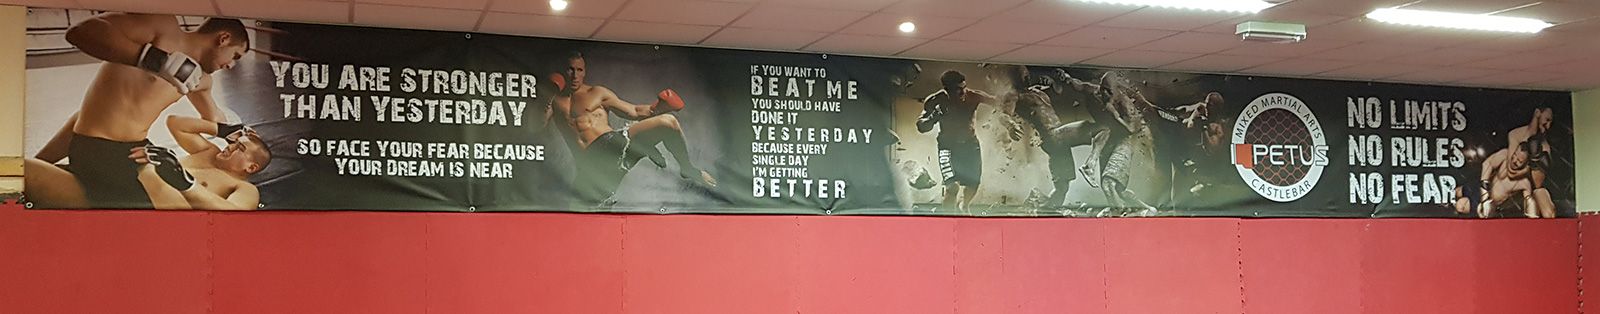 YOU ARE STRONGER
THAN YESTERDAY
SO FACE YOUR FEAR BECAUSE
YOUR DREAM IS NEAR
IF YOU WANT TO
BEAT ME
YOU SHOULD HAVE
DONE IT
YESTERDAY
BECAUSE EVERY
SINGLE DAY
I'M GETTING
BETTER
MIXED MARTIAL ARTS
IPETUS
CASTLEBAR
NO LIMITS
NO RULES
NO FEAR